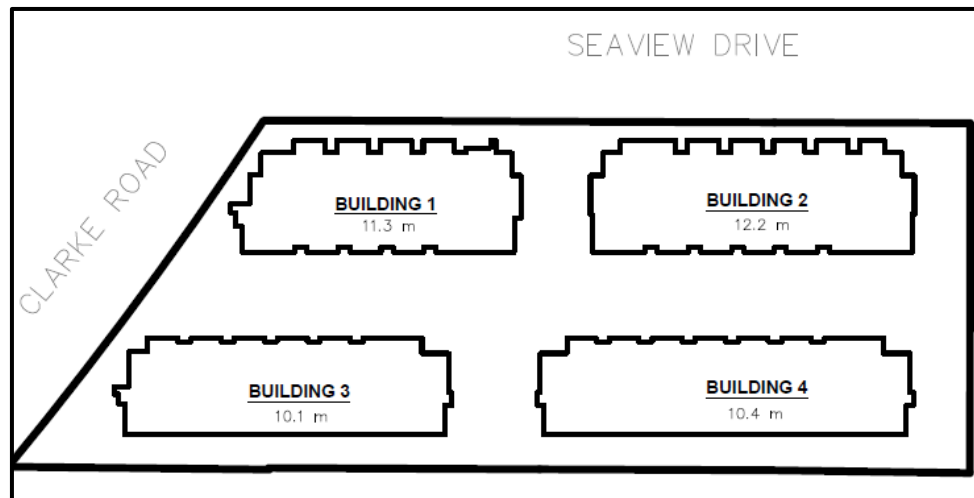 SEAVIEW DRIVE
CLARKE ROAD
BUILDING 1
11.3 m
BUILDING 2
12.2 m
BUILDING 3
10.1 m
BUILDING 4
10.4 m